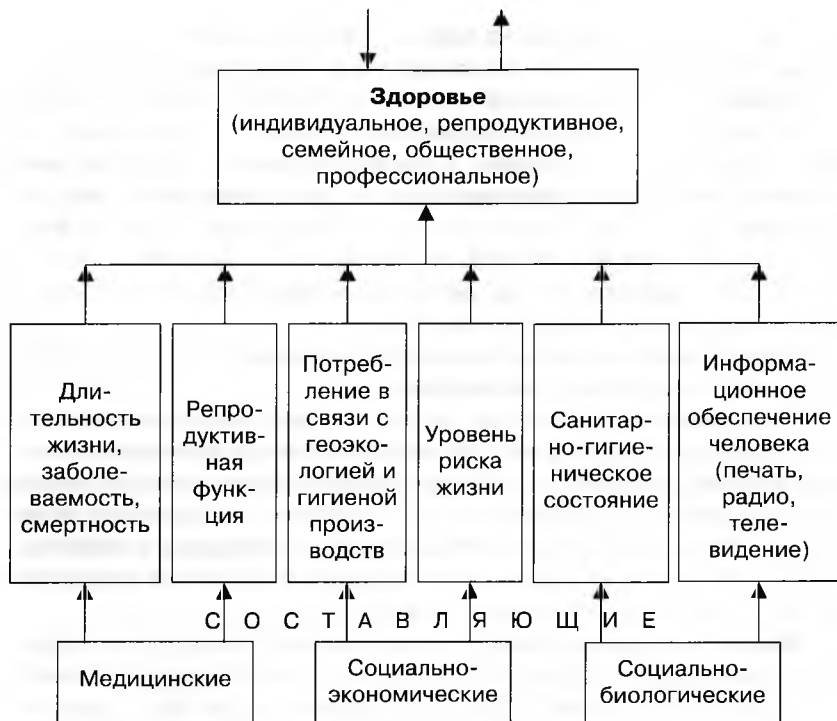 Здоровье
(индивидуальное, репродуктивное,
семейное, общественное,
профессиональное)
Дли-
тельность
жизни,
заболе-
ваемость,
смертность
Репро-
дуктив-
ная
функ-
ция
Потреб-
ление в
связи с
геоэко-
логией и
гигиеной
произ-
водств
Уровень
риска
жизни
Санитар-
но-гигие-
ническое
состояние
Информа-
ционное
обеспечение
человека
(печать,
радио,
теле-
видение)
С О С Т А В Л Я Ю Щ И Е
Медицинские
Социально-
экономические
Социально-
биологические